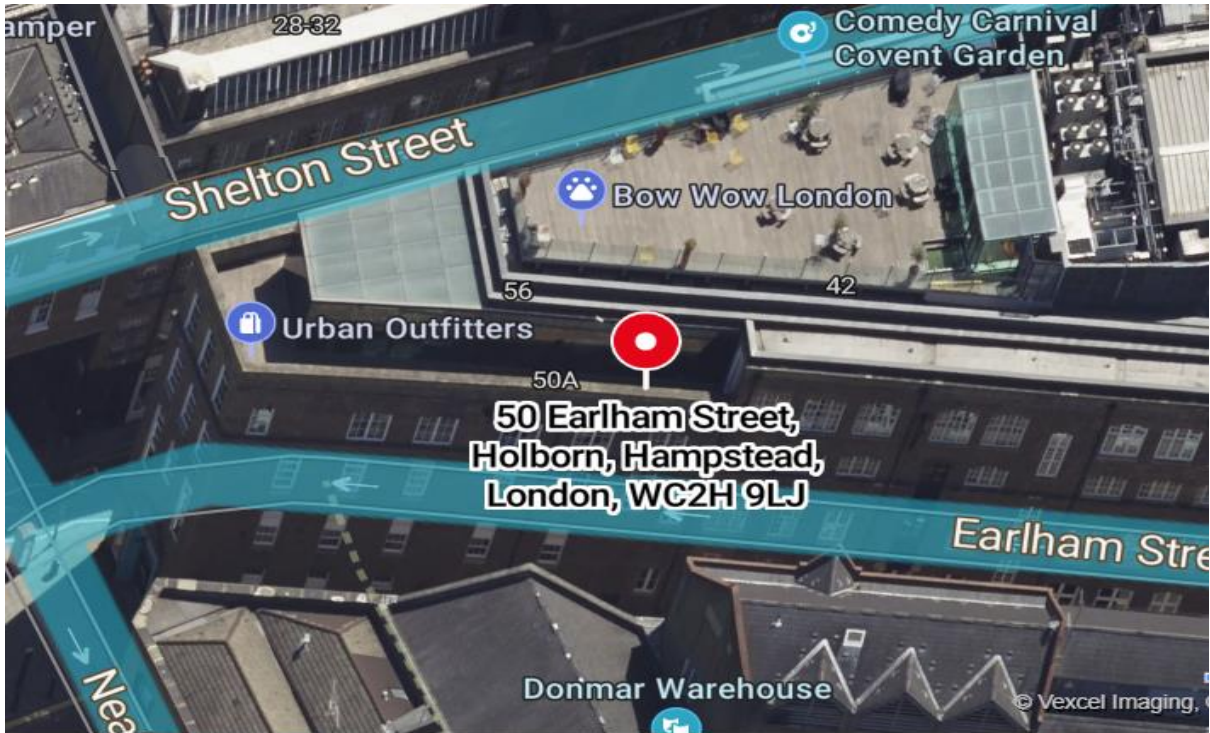 amper
28-32
Comedy Carnival
Covent Garden
Shelton Street
Bow Wow London
56
42
Urban Outfitters
50A
50 Earlham Street,
Holborn, Hampstead,
London, WC2H 9LJ
Earlham Stre
Nea
Donmar Warehouse
© Vexcel Imaging,